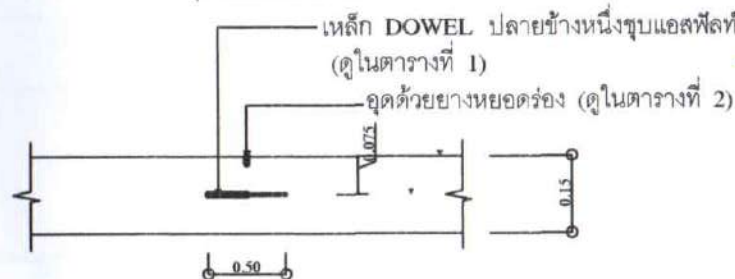 เหล็ก DOWEL ปลายข้างหนึ่งชุบแอสฟัลท์
(ดูในตารางที่ 1)
อุดด้วยยางหยอดร่อง (ดูในตารางที่ 2)
0.075
0.15
0.50